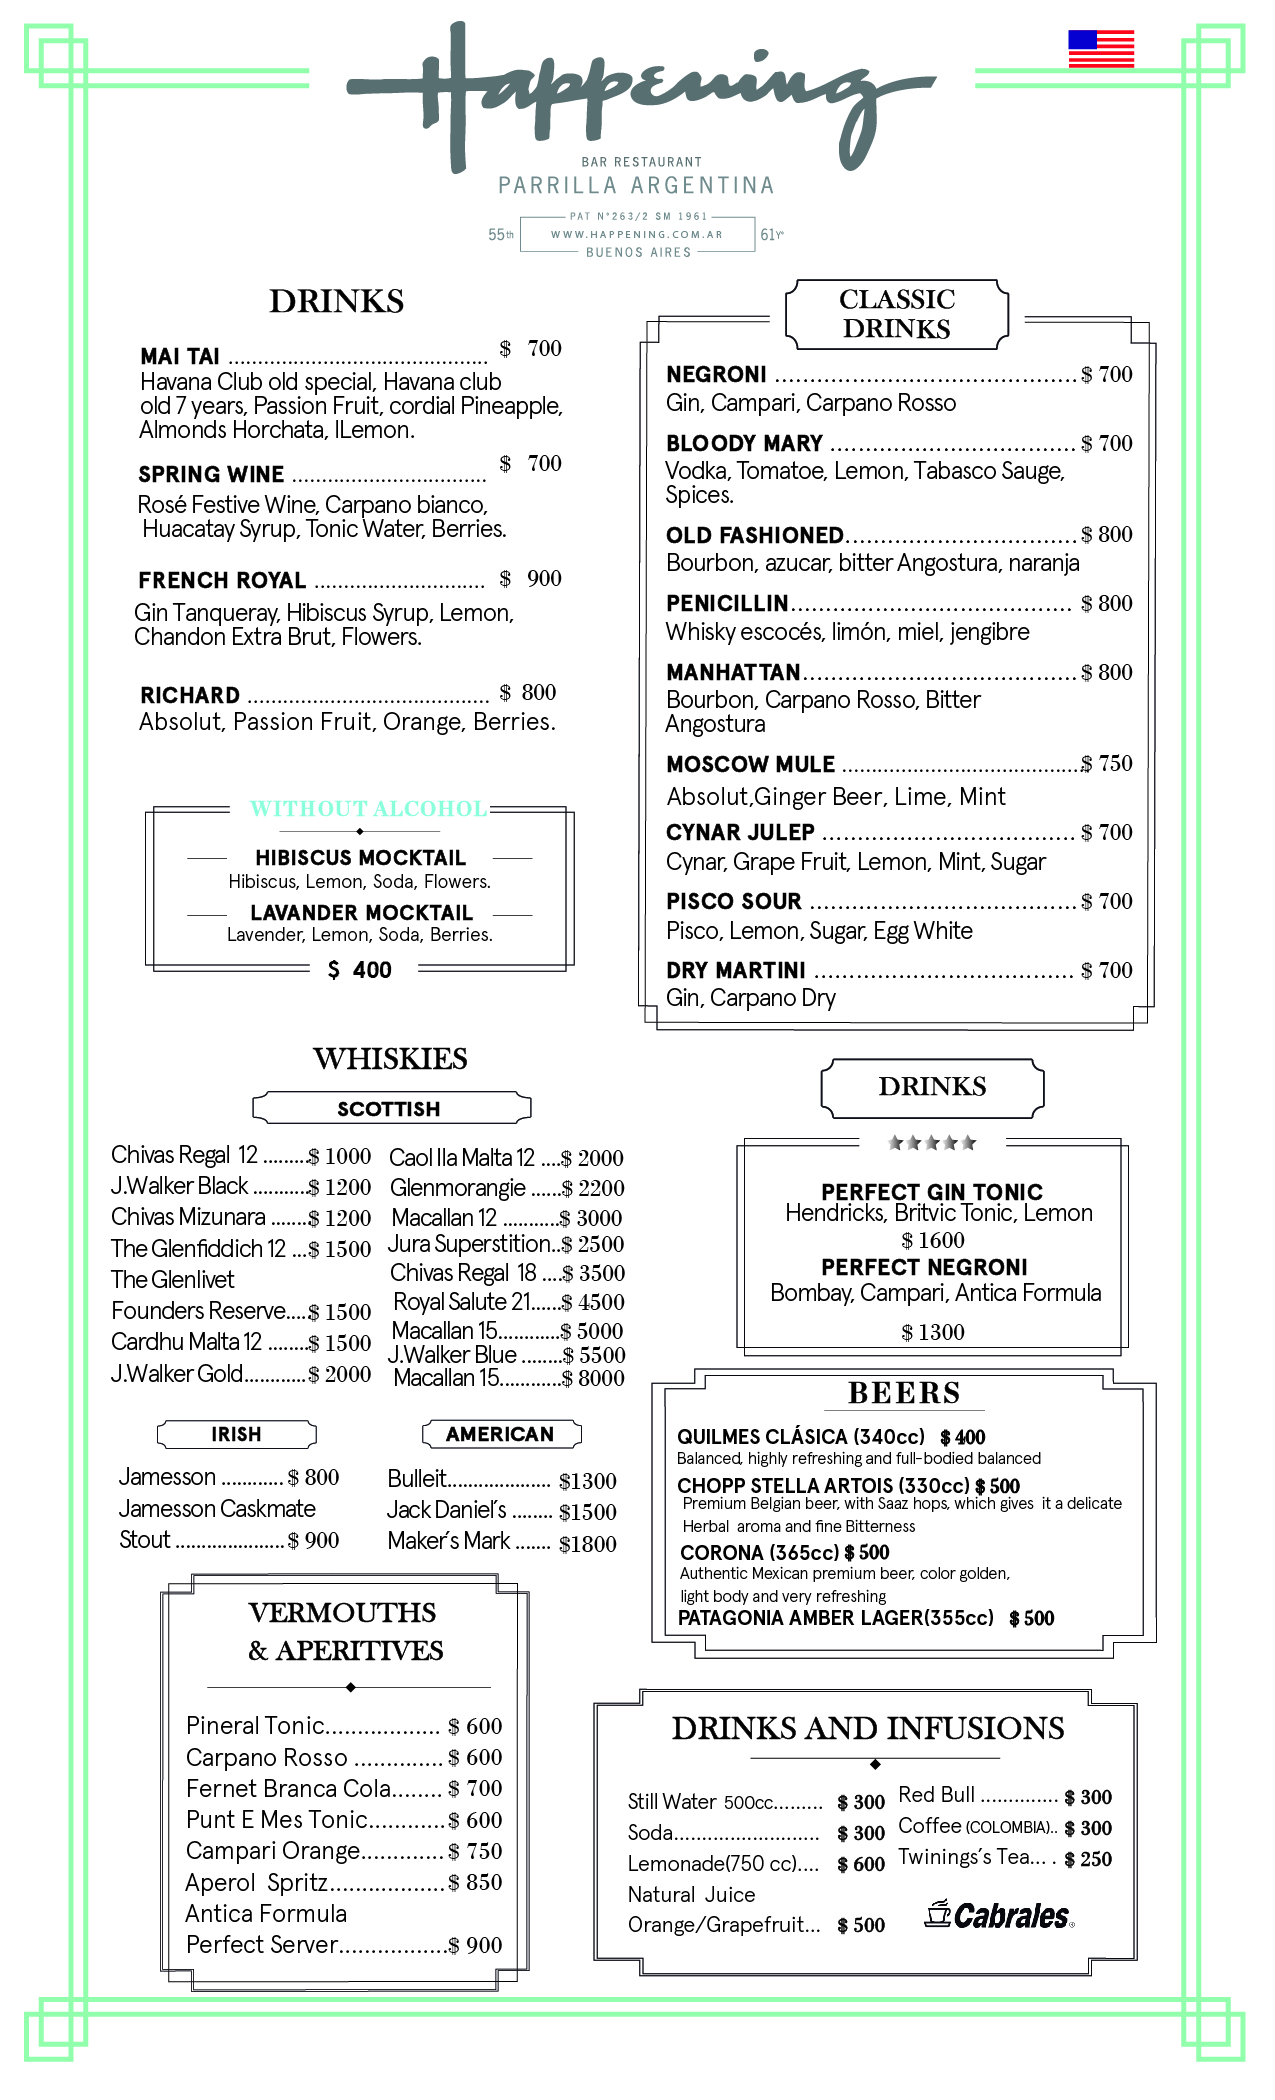 Happening
BAR RESTAURANT
PARRILLA ARGENTINA
PAT N°263/2 SM 1961
55th WWW.HAPPENING.COM.AR 61Yº
BUENOS AIRES
DRINKS
MAI TAI ............................................ $ 700
Havana Club old special, Havana club
old 7 years, Passion Fruit, cordial Pineapple,
Almonds Horchata, lLemon.
SPRING WINE ................................. $ 700
Rosé Festive Wine, Carpano bianco,
Huacatay Syrup, Tonic Water, Berries.
FRENCH ROYAL ............................. $ 900
Gin Tanqueray, Hibiscus Syrup, Lemon,
Chandon Extra Brut, Flowers.
RICHARD ......................................... $ 800
Absolut, Passion Fruit, Orange, Berries.
WITHOUT ALCOHOL
HIBISCUS MOCKTAIL
Hibiscus, Lemon, Soda, Flowers.
LAVANDER MOCKTAIL
Lavender, Lemon, Soda, Berries.
$ 400
CLASSIC
DRINKS
NEGRONI ........................................... $ 700
Gin, Campari, Carpano Rosso
BLOODY MARY ................................... $ 700
Vodka, Tomatoe, Lemon, Tabasco Sauge,
Spices.
OLD FASHIONED................................. $ 800
Bourbon, azucar, bitter Angostura, naranja
PENICILLIN........................................ $ 800
Whisky escocés, limón, miel, jengibre
MANHATTAN....................................... $ 800
Bourbon, Carpano Rosso, Bitter
Angostura
MOSCOW MULE .........................................$ 750
Absolut,Ginger Beer, Lime, Mint
CYNAR JULEP .................................... $ 700
Cynar, Grape Fruit, Lemon, Mint, Sugar
PISCO SOUR ...................................... $ 700
Pisco, Lemon, Sugar, Egg White
DRY MARTINI ..................................... $ 700
Gin, Carpano Dry
WHISKIES
SCOTTISH
Chivas Regal 12 .........$ 1000
J.Walker Black ...........$ 1200
Chivas Mizunara .......$ 1200
The Glenfiddich 12 ...$ 1500
The Glenlivet
Founders Reserve....$ 1500
Cardhu Malta 12 ........$ 1500
J.Walker Gold............$ 2000
Caol Ila Malta 12 ....$ 2000
Glenmorangie ......$ 2200
Macallan 12 ...........$ 3000
Jura Superstition..$ 2500
Chivas Regal 18 ....$ 3500
Royal Salute 21......$ 4500
Macallan 15............$ 5000
J.Walker Blue ........$ 5500
Macallan 15............$ 8000
IRISH
Jamesson ............ $ 800
Jamesson Caskmate
Stout ..................... $ 900
AMERICAN
Bulleit.................... $1300
Jack Daniel´s ........ $1500
Maker´s Mark ....... $1800
DRINKS
PERFECT GIN TONIC
Hendricks, Britvic Tonic, Lemon
$ 1600
PERFECT NEGRONI
Bombay, Campari, Antica Formula
$ 1300
BEERS
QUILMES CLÁSICA (340cc) $ 400
Balanced, highly refreshing and full-bodied balanced
CHOPP STELLA ARTOIS (330cc) $ 500
Premium Belgian beer, with Saaz hops, which gives it a delicate
Herbal aroma and fine Bitterness
CORONA (365cc) $ 500
Authentic Mexican premium beer, color golden,
light body and very refreshing
PATAGONIA AMBER LAGER(355cc) $ 500
VERMOUTHS
& APERITIVES
Pineral Tonic.................. $ 600
Carpano Rosso .............. $ 600
Fernet Branca Cola........ $ 700
Punt E Mes Tonic............ $ 600
Campari Orange............. $ 750
Aperol Spritz.................. $ 850
Antica Formula
Perfect Server.................$ 900
DRINKS AND INFUSIONS
Still Water 500cc......... $ 300
Soda.......................... $ 300
Lemonade(750 cc).... $ 600
Natural Juice
Orange/Grapefruit... $ 500
Red Bull .............. $ 300
Coffee (COLOMBIA).. $ 300
Twinings´s Tea... . $ 250
Cabrales®